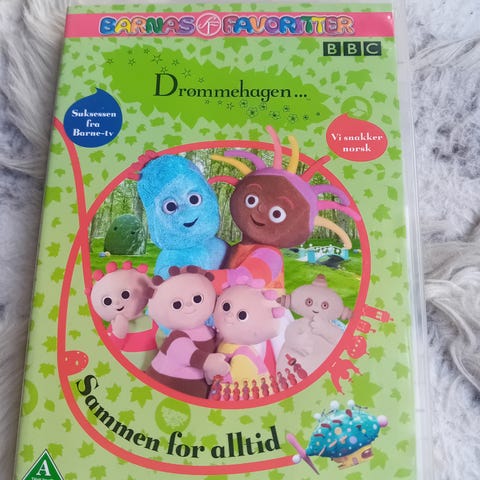 BARNAS FAVORITTER
BBC
Drømmehagen...
Suksessen
fra
Barne-tv
Vi snakker
norsk
Sammen for alltid
A